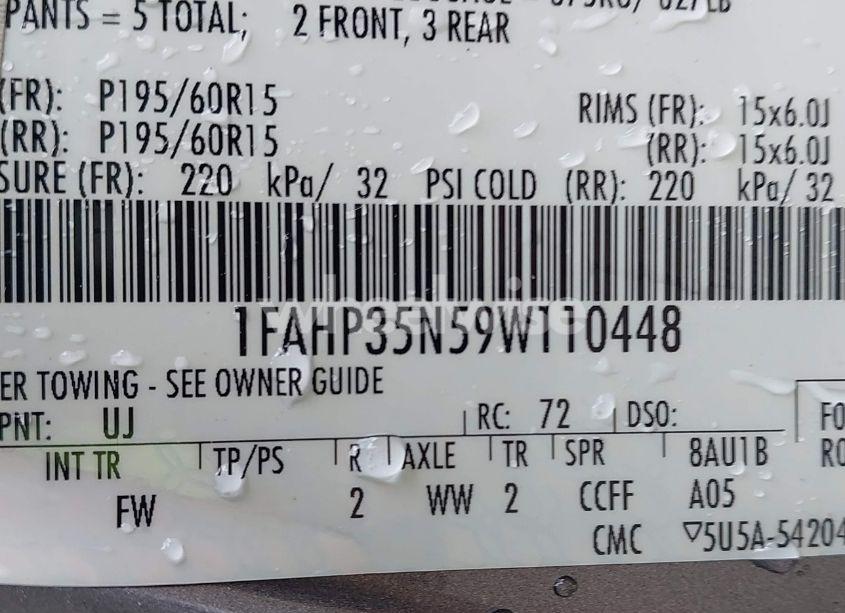 PANTS = 5 TOTAL; 2 FRONT, 3 REAR
(FR): P195/60R15 RIMS (FR): 15x6.0J
(RR): P195/60R15 (RR): 15x6.0J
SURE (FR): 220 kPa/ 32 PSI COLD (RR): 220 kPa/ 32
1FAHP35N59W110448
ER TOWING - SEE OWNER GUIDE
PNT: UJ RC: 72 DSO: FO
INT TR TP/PS R AXLE TR SPR 8AU1B RO
FW 2 WW 2 CCFF A05
CMC ▽5U5A-54204